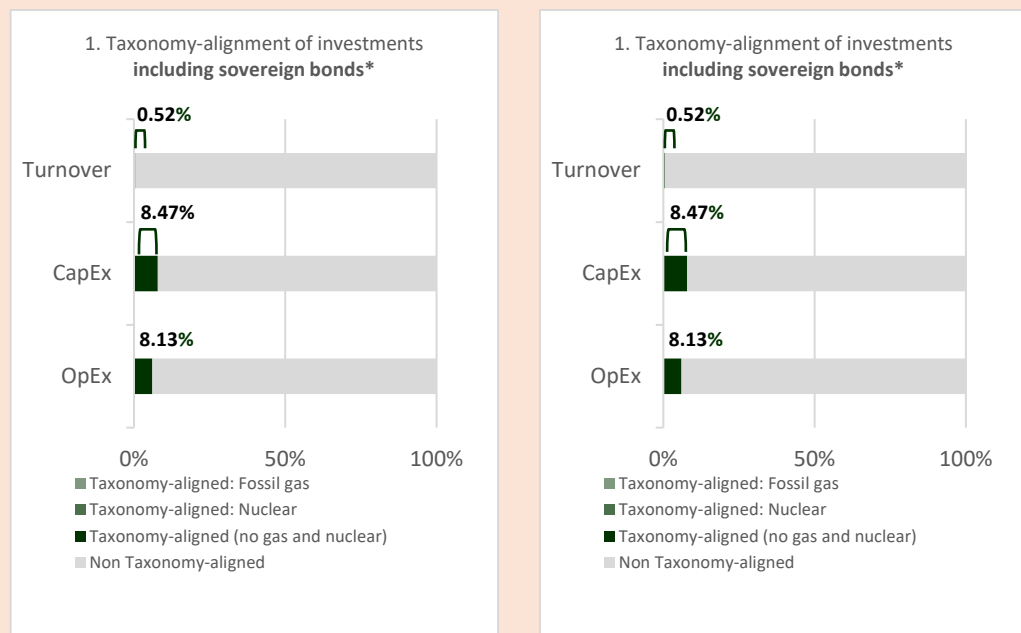 1. Taxonomy-alignment of investments
including sovereign bonds*
0.52%
Turnover
8.47%
CapEx
8.13%
OpEx
0% 50% 100%
Taxonomy-aligned: Fossil gas
Taxonomy-aligned: Nuclear
Taxonomy-aligned (no gas and nuclear)
Non Taxonomy-aligned
1. Taxonomy-alignment of investments
including sovereign bonds*
0.52%
Turnover
8.47%
CapEx
8.13%
OpEx
0% 50% 100%
Taxonomy-aligned: Fossil gas
Taxonomy-aligned: Nuclear
Taxonomy-aligned (no gas and nuclear)
Non Taxonomy-aligned